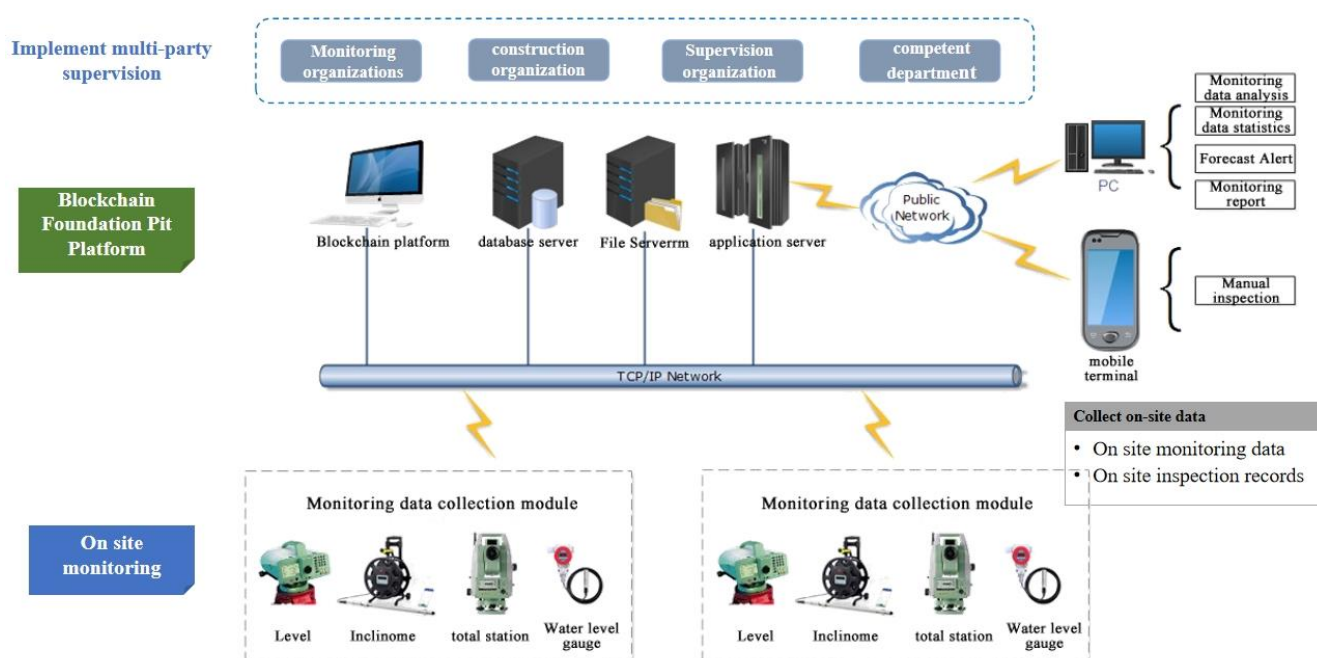 Implement multi-party
supervision
Monitoring
organizations
construction
organization
Supervision
organization
competent
department
Monitoring
data analysis
Monitoring
data statistics
Forecast Alert
Monitoring
report
PC
Blockchain
Foundation Pit
Platform
Blockchain platform
database server
File Serverrm
application server
Public
Network
Manual
inspection
mobile
terminal
TCP/IP Network
Collect on-site data
• On site monitoring data
• On site inspection records
On site
monitoring
Monitoring data collection module
Level
Inclinome
total station
Water level
gauge
Monitoring data collection module
Level
Inclinome
total station
Water level
gauge